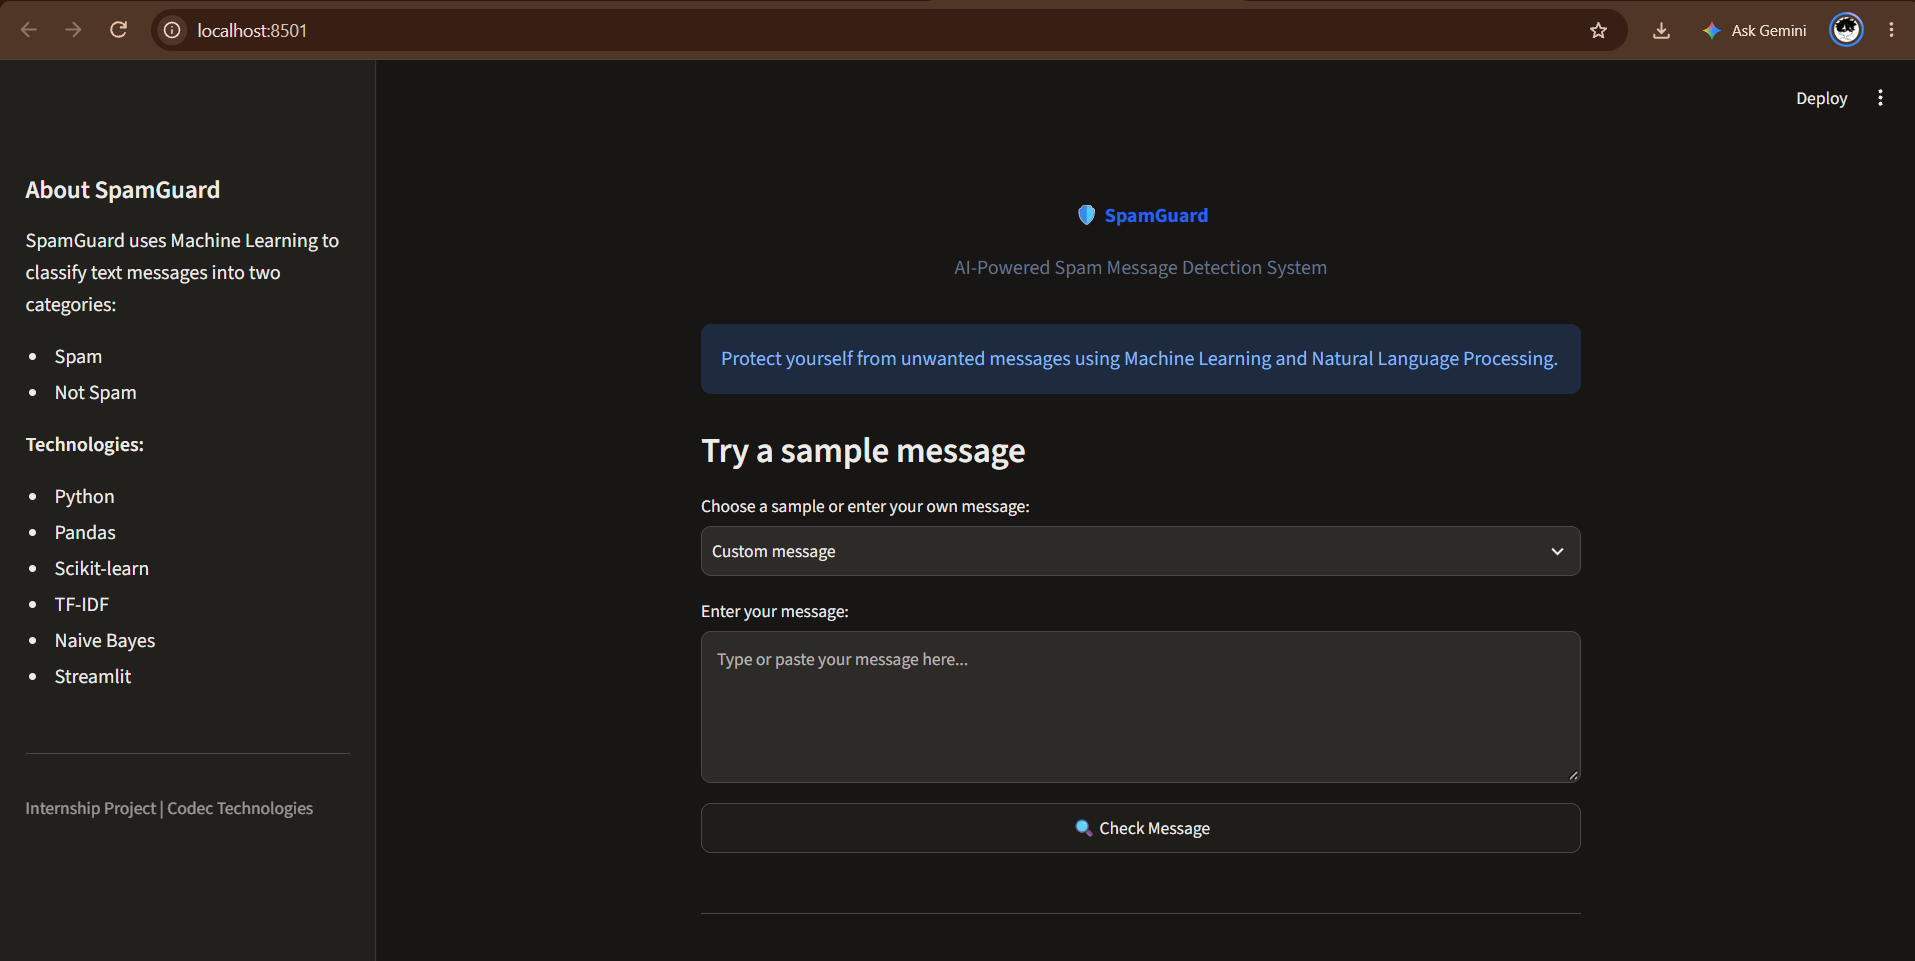 localhost:8501
Ask Gemini
Deploy
About SpamGuard
SpamGuard uses Machine Learning to
classify text messages into two
categories:
Spam
Not Spam
Technologies:
Python
Pandas
Scikit-learn
TF-IDF
Naive Bayes
Streamlit
Internship Project | Codec Technologies
SpamGuard
AI-Powered Spam Message Detection System
Protect yourself from unwanted messages using Machine Learning and Natural Language Processing.
Try a sample message
Choose a sample or enter your own message:
Custom message
Enter your message:
Type or paste your message here...
Check Message